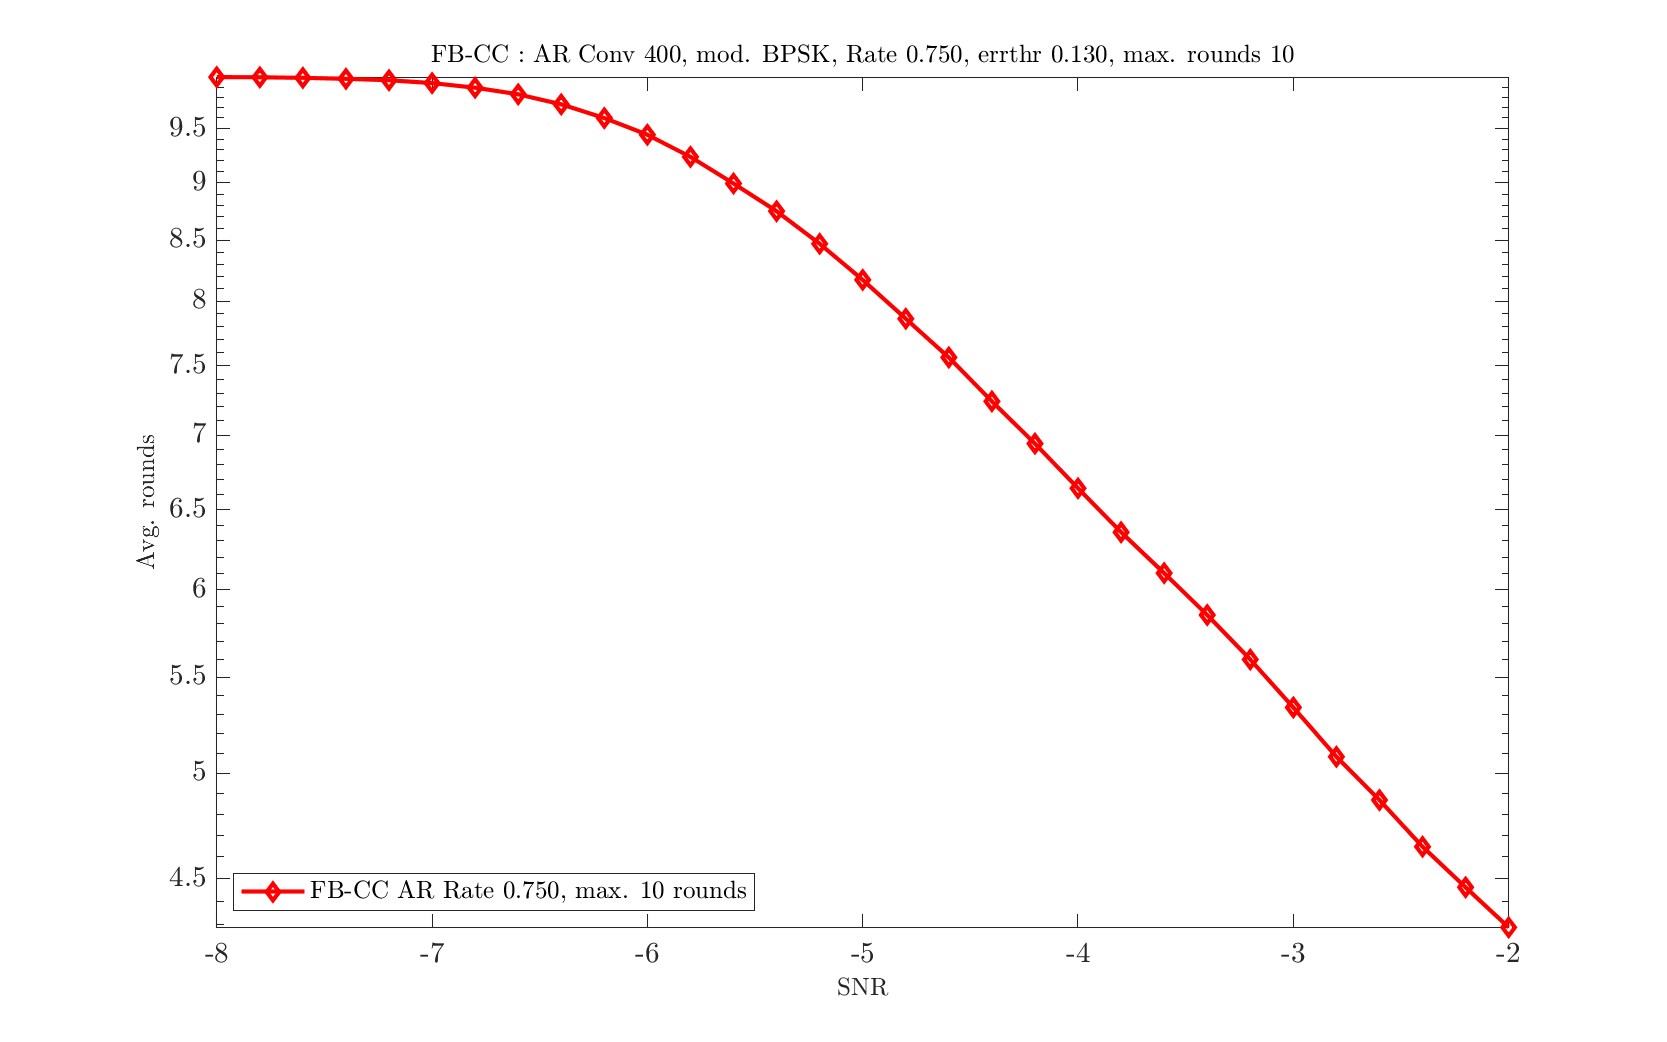 FB-CC : AR Conv 400, mod. BPSK, Rate 0.750, errthr 0.130, max. rounds 10
9.5
9
8.5
8
7.5
7
6.5
6
5.5
5
4.5
Avg. rounds
FB-CC AR Rate 0.750, max. 10 rounds
-8 -7 -6 -5 -4 -3 -2
SNR